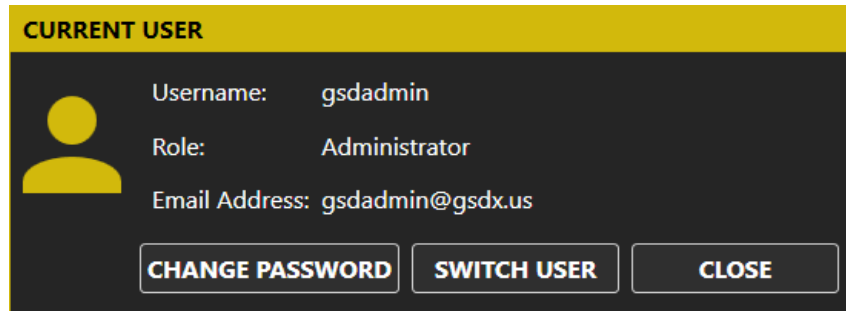 CURRENT USER
Username: gsdadmin
Role: Administrator
Email Address: gsdadmin@gsdx.us
CHANGE PASSWORD SWITCH USER CLOSE